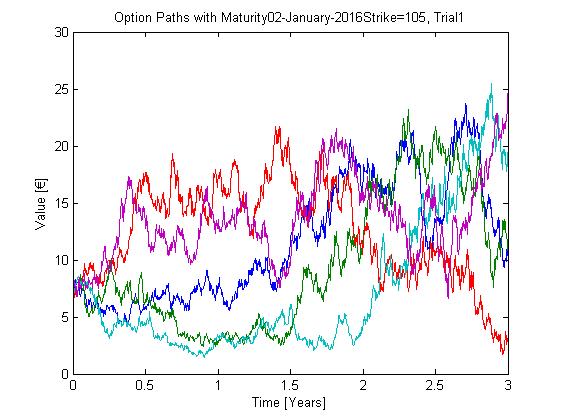 Option Paths with Maturity02-January-2016Strike=105, Trial1
30
25
20
15
10
5
0
Value [€]
0 0.5 1 1.5 2 2.5 3
Time [Years]